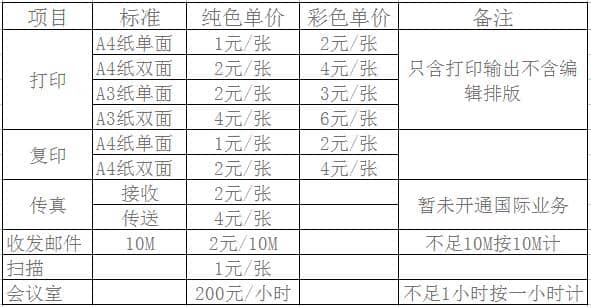 项目 标准 纯色单价 彩色单价 备注
打印 A4纸单面 1元/张 2元/张 只含打印输出不含编辑排版
A4纸双面 2元/张 4元/张
A3纸单面 2元/张 3元/张
A3纸双面 4元/张 6元/张
复印 A4纸单面 1元/张 2元/张
A4纸双面 2元/张 4元/张
传真 接收 2元/张 暂未开通国际业务
传送 4元/张
收发邮件 10M 2元/10M 不足10M按10M计
扫描 1元/张
会议室 200元/小时 不足1小时按一小时计